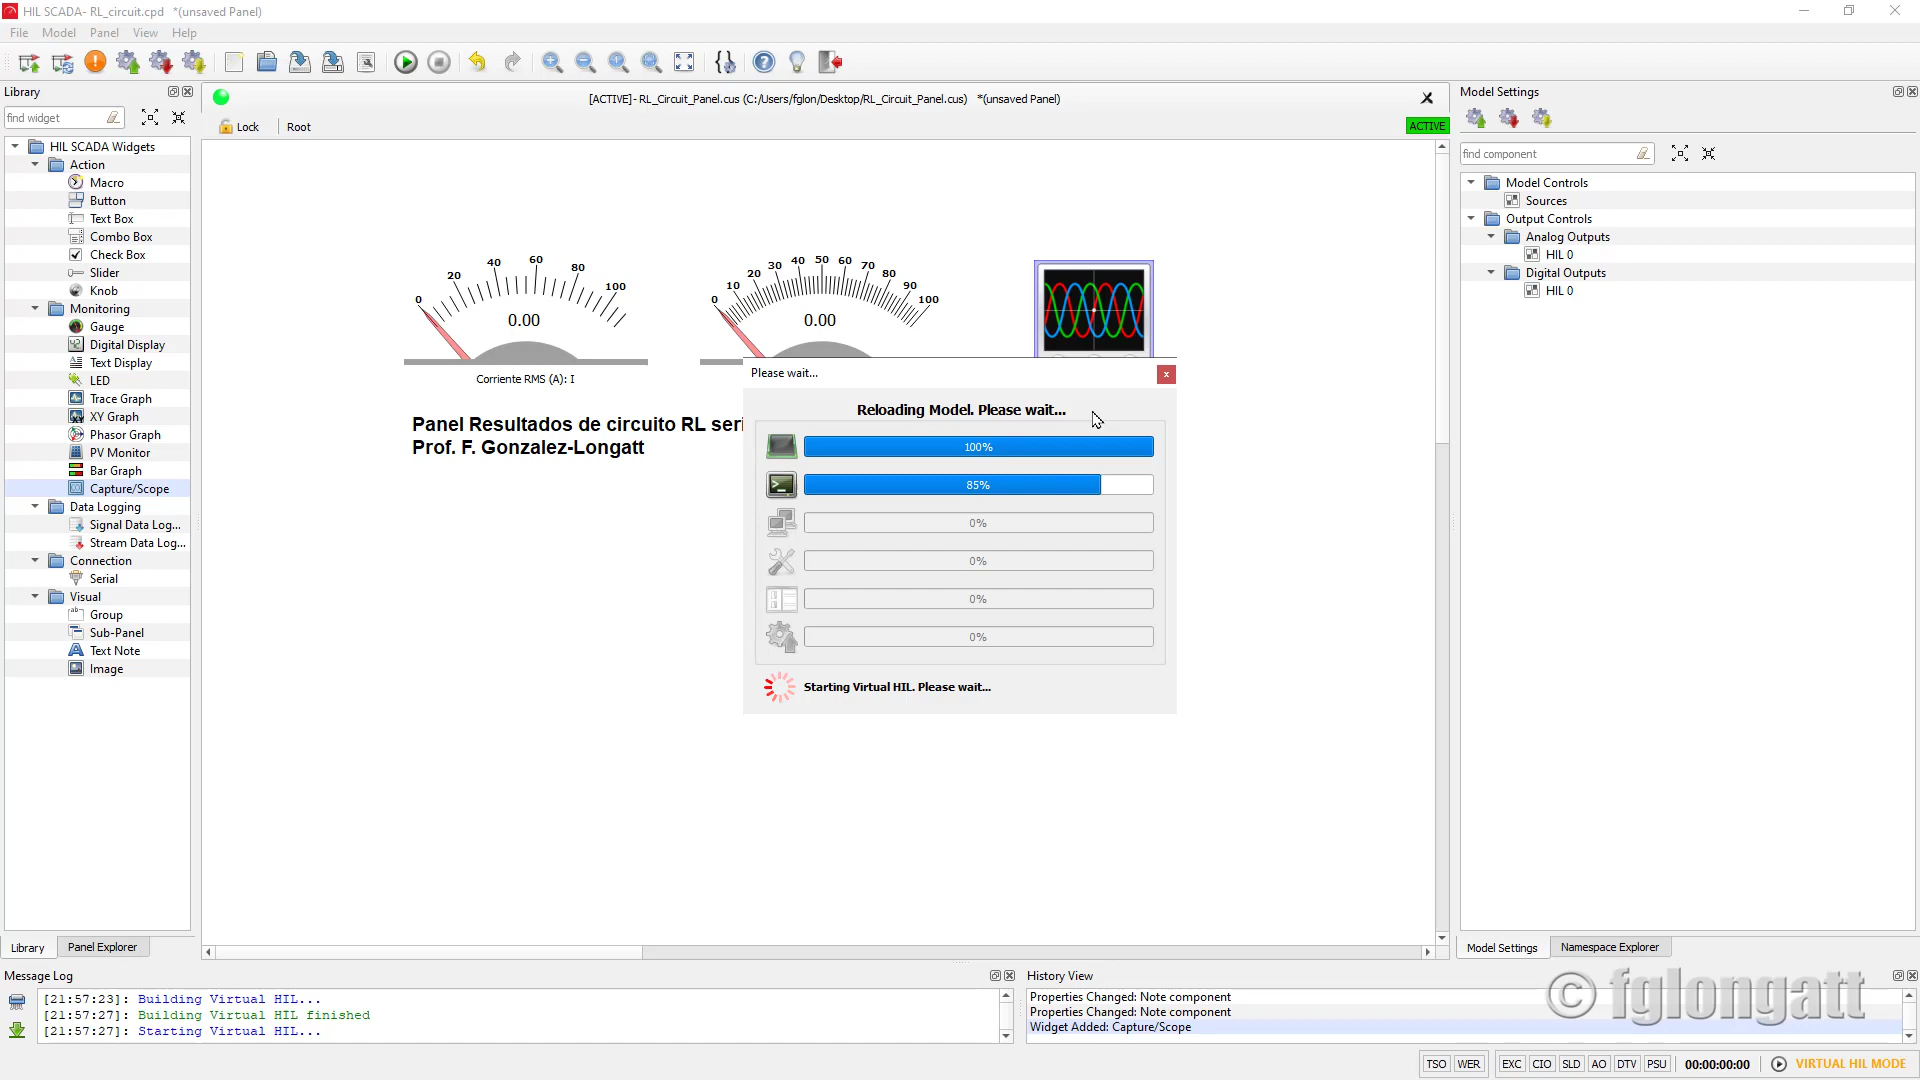 HIL SCADA- RL_circuit.cpd   *(unsaved Panel)
File Model Panel View Help
Library
find widget
HIL SCADA Widgets
Action
Macro
Button
Text Box
Combo Box
Check Box
Slider
Knob
Monitoring
Gauge
Digital Display
Text Display
LED
Trace Graph
XY Graph
Phasor Graph
PV Monitor
Bar Graph
Capture/Scope
Data Logging
Signal Data Log...
Stream Data Log...
Connection
Serial
Visual
Group
Sub-Panel
Text Note
Image
Library Panel Explorer
[ACTIVE]- RL_Circuit_Panel.cus (C:/Users/fglon/Desktop/RL_Circuit_Panel.cus)   *(unsaved Panel)
Lock Root
ACTIVE
0 20 40 60 80 100
0.00
Corriente RMS (A): I
0 10 20 30 40 50 60 70 80 90 100
0.00
Panel Resultados de circuito RL seri
Prof. F. Gonzalez-Longatt
Please wait...
x
Reloading Model. Please wait...
100%
85%
0%
0%
0%
0%
Starting Virtual HIL. Please wait...
Model Settings
find component
Model Controls
Sources
Output Controls
Analog Outputs
HIL 0
Digital Outputs
HIL 0
Model Settings Namespace Explorer
Message Log
[21:57:23]: Building Virtual HIL...
[21:57:27]: Building Virtual HIL finished
[21:57:27]: Starting Virtual HIL...
History View
Properties Changed: Note component
Properties Changed: Note component
Widget Added: Capture/Scope
© fglongatt
TSO WER EXC CIO SLD AO DTV PSU 00:00:00:00 VIRTUAL HIL MODE